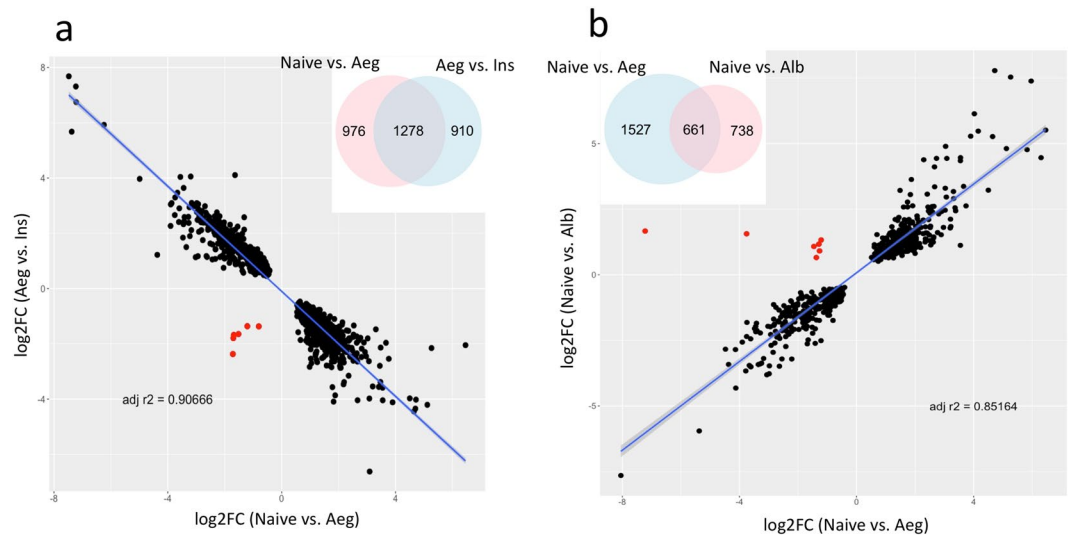 a
Naive vs. Aeg
Aeg vs. Ins
976
1278
910
8
4
0
-4
log2FC (Aeg vs. Ins)
adj r2 = 0.90666
-8
-4
0
4
log2FC (Naive vs. Aeg)
b
Naive vs. Aeg
Naive vs. Alb
1527
661
738
5
0
-5
log2FC (Naive vs. Alb)
adj r2 = 0.85164
-8
-4
0
4
log2FC (Naive vs. Aeg)